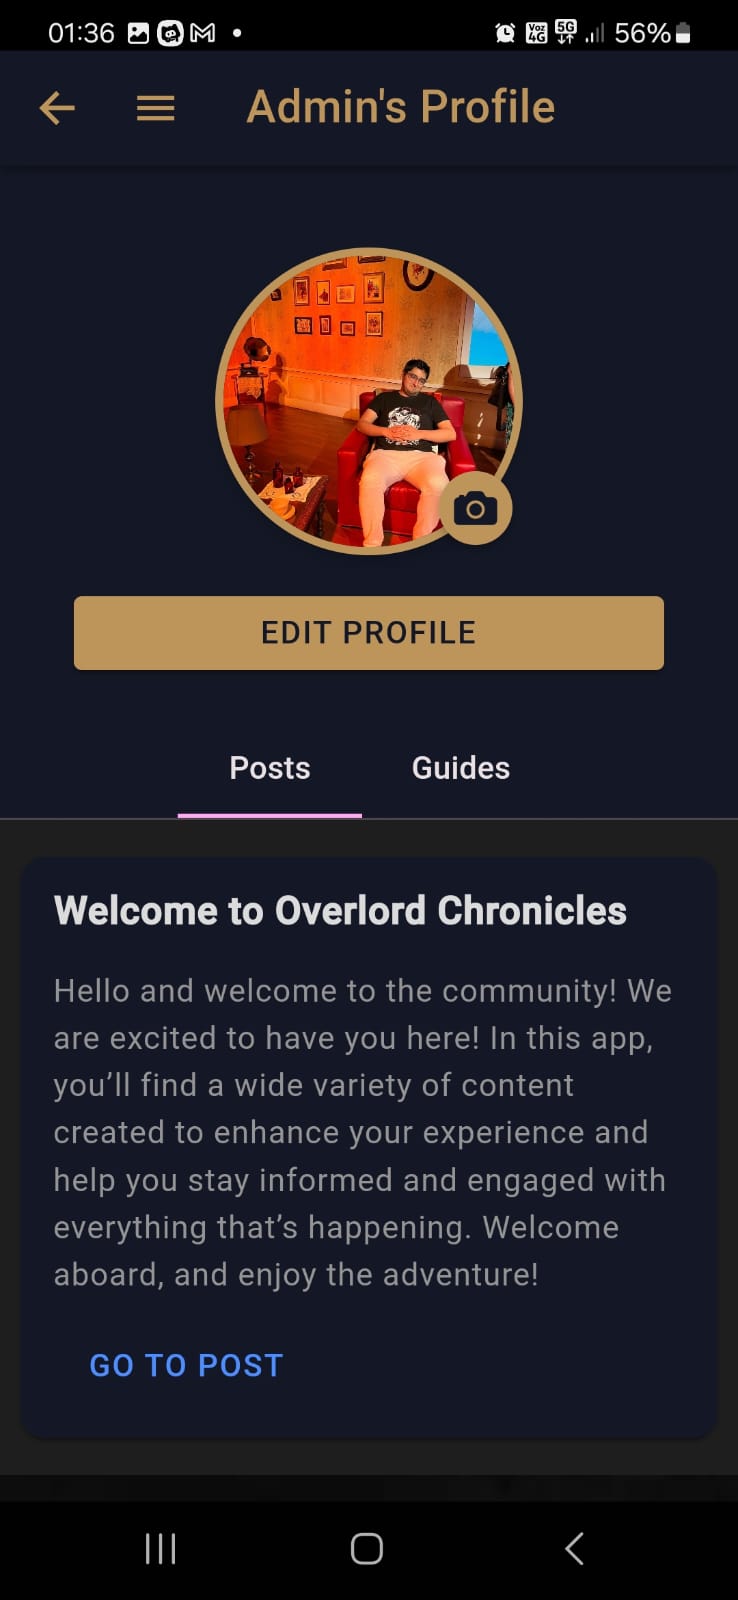 01:36
Voz
4G
5G
56%
Admin's Profile
EDIT PROFILE
Posts
Guides
Welcome to Overlord Chronicles
Hello and welcome to the community! We
are excited to have you here! In this app,
you’ll find a wide variety of content
created to enhance your experience and
help you stay informed and engaged with
everything that’s happening. Welcome
aboard, and enjoy the adventure!
GO TO POST